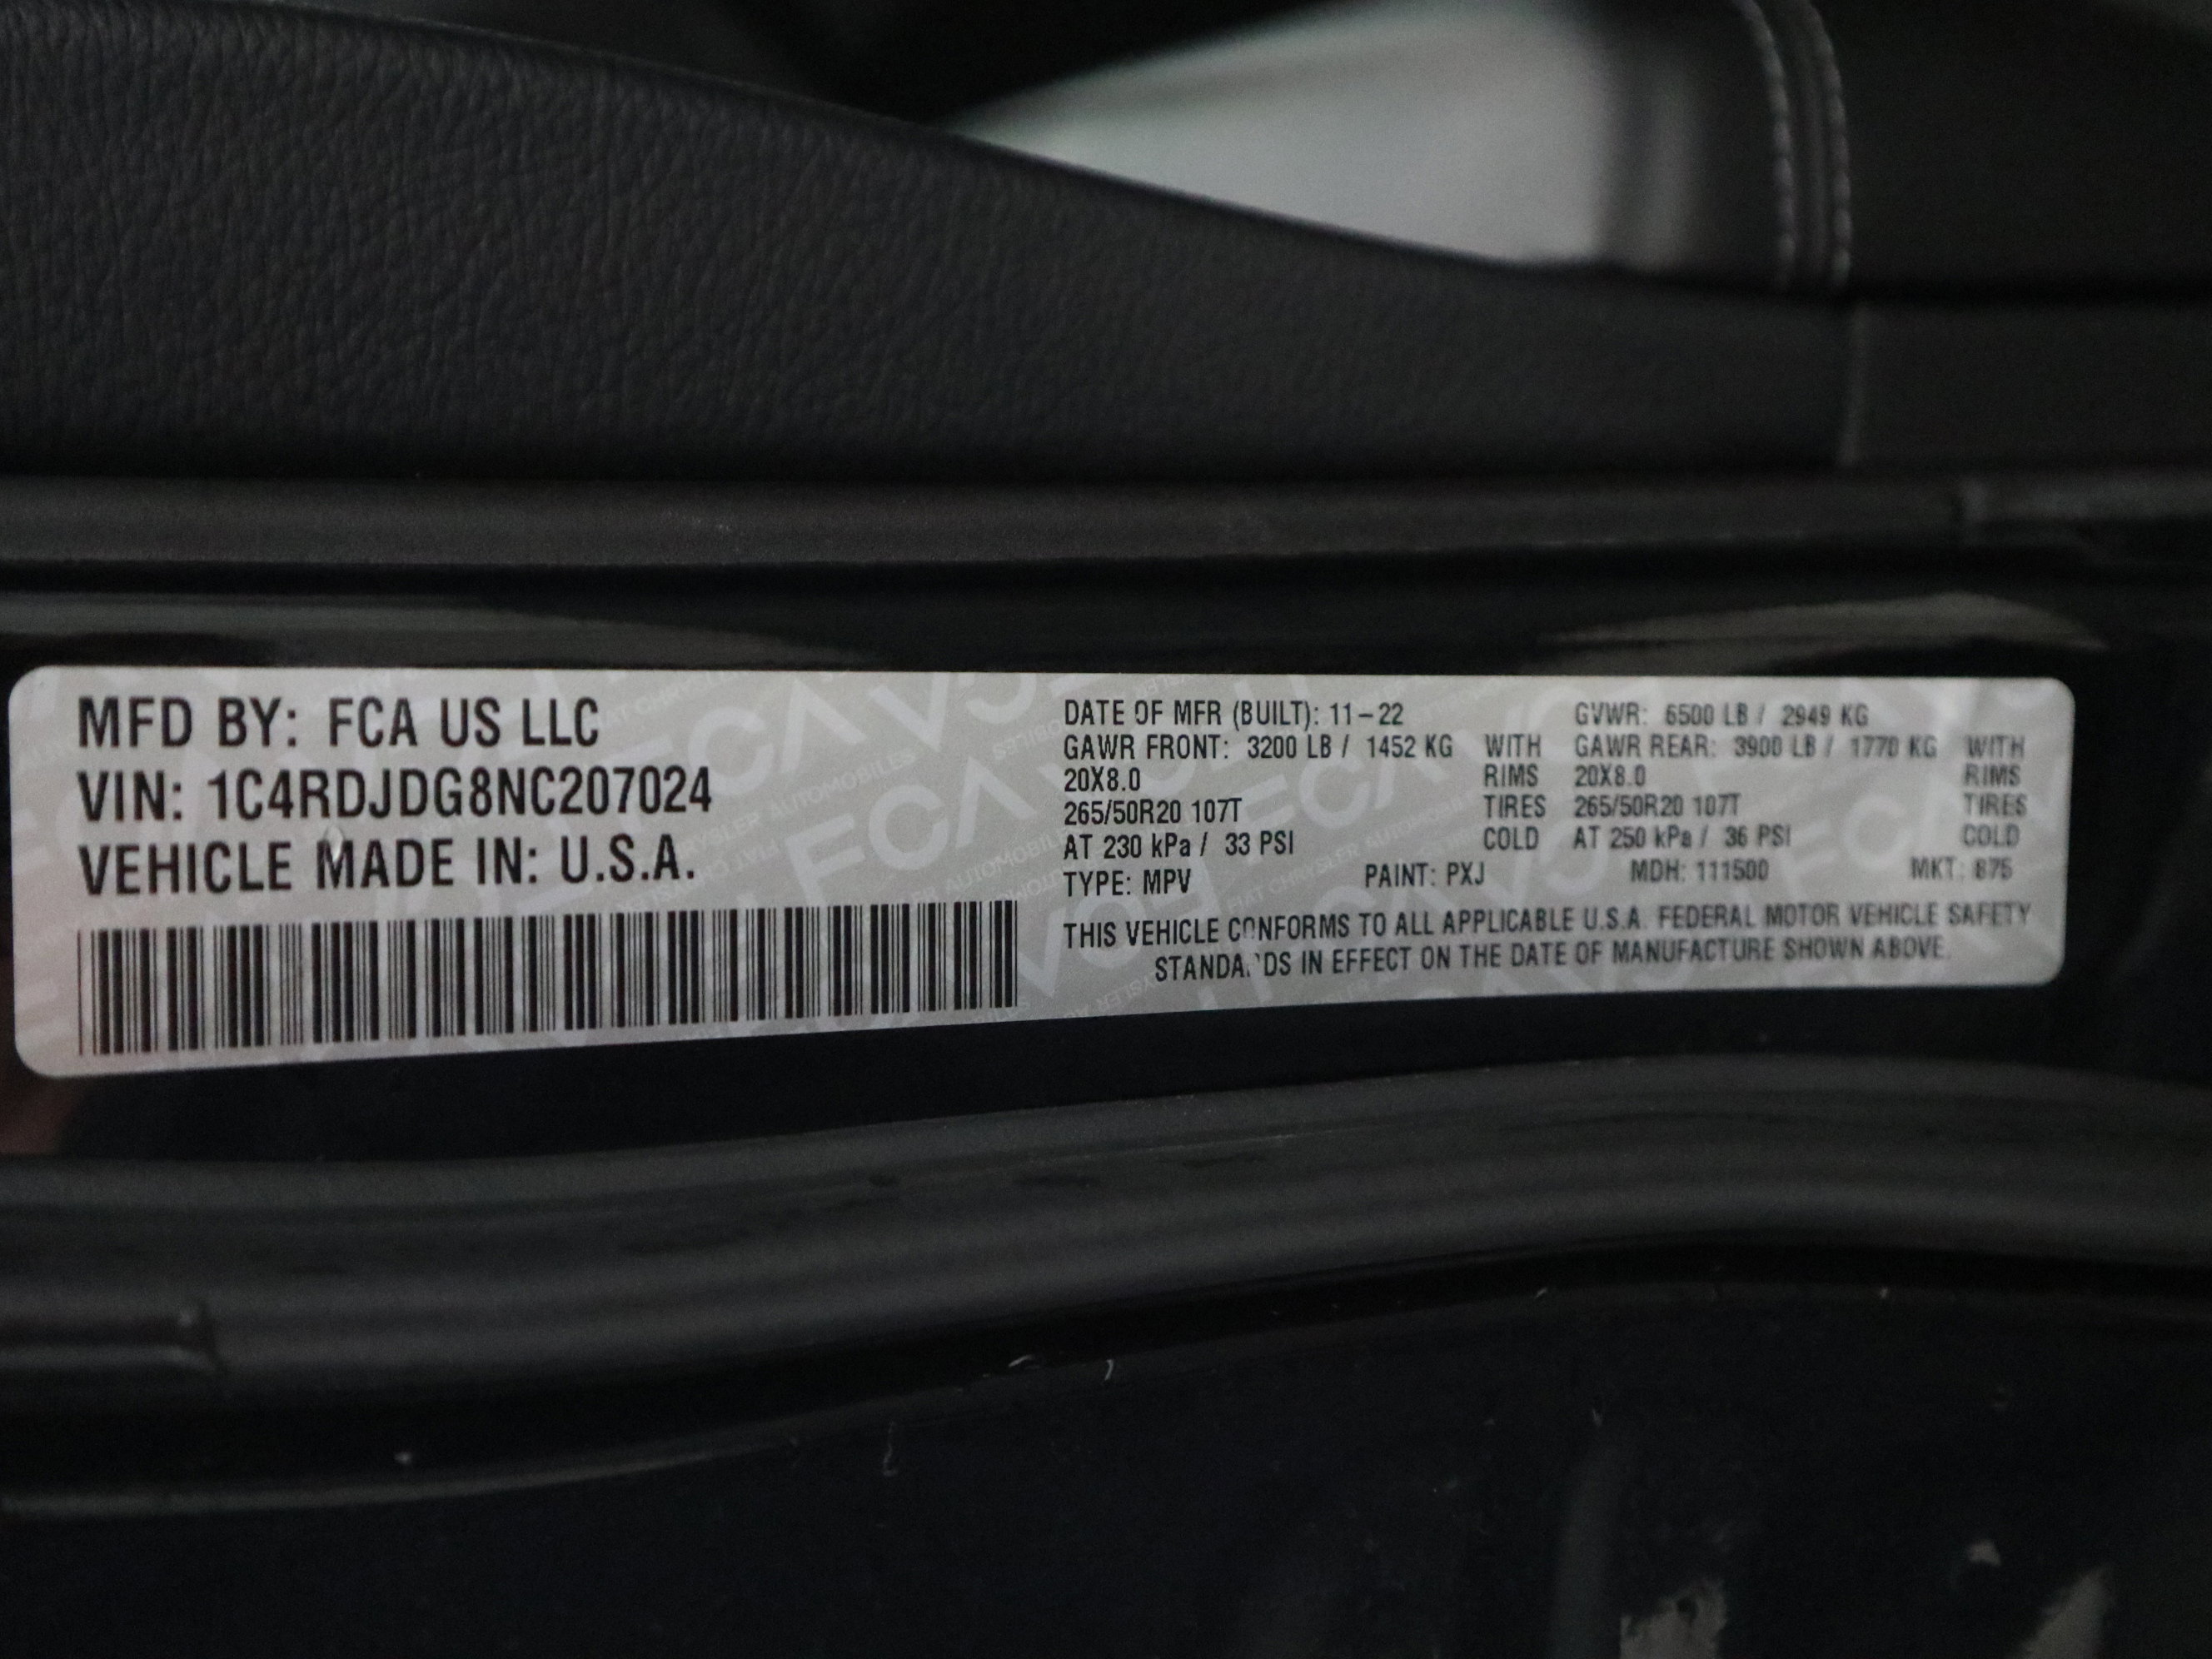 MFD BY: FCA US LLC
VIN: 1C4RDJDG8NC207024
VEHICLE MADE IN: U.S.A.
DATE OF MFR (BUILT): 11-22 GVWR: 6500 LB / 2949 KG
GAWR FRONT: 3200 LB / 1452 KG WITH GAWR REAR: 3900 LB / 1770 KG WITH
20X8.0 RIMS 20X8.0 RIMS
265/50R20 107T TIRES 265/50R20 107T TIRES
AT 230 kPa / 33 PSI COLD AT 250 kPa / 36 PSI COLD
TYPE: MPV PAINT: PXJ MDH: 111500 MKT: 875
THIS VEHICLE CONFORMS TO ALL APPLICABLE U.S.A. FEDERAL MOTOR VEHICLE SAFETY
STANDARDS IN EFFECT ON THE DATE OF MANUFACTURE SHOWN ABOVE.